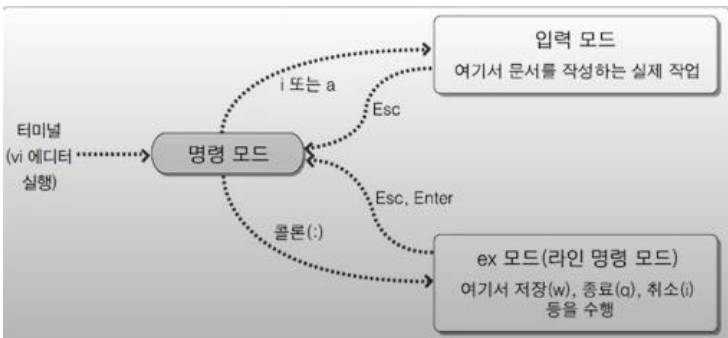 입력 모드
여기서 문서를 작성하는 실제 작업
i 또는 a
Esc
터미널
(vi 에디터
실행)
명령 모드
Esc, Enter
콜론(:)
ex 모드(라인 명령 모드)
여기서 저장(w), 종료(q), 취소(i)
등을 수행